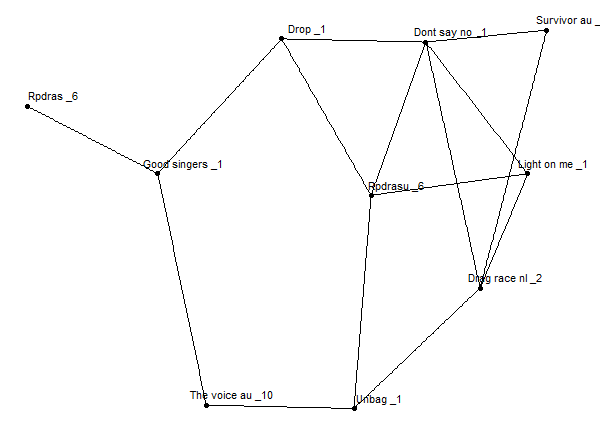 Survivor au _
Drop _1
Dont say no _1
Rpdras _6
Good singers _1
Light on me _1
Rpdrasu _6
Drag race nl _2
The voice au _10
Unbag _1